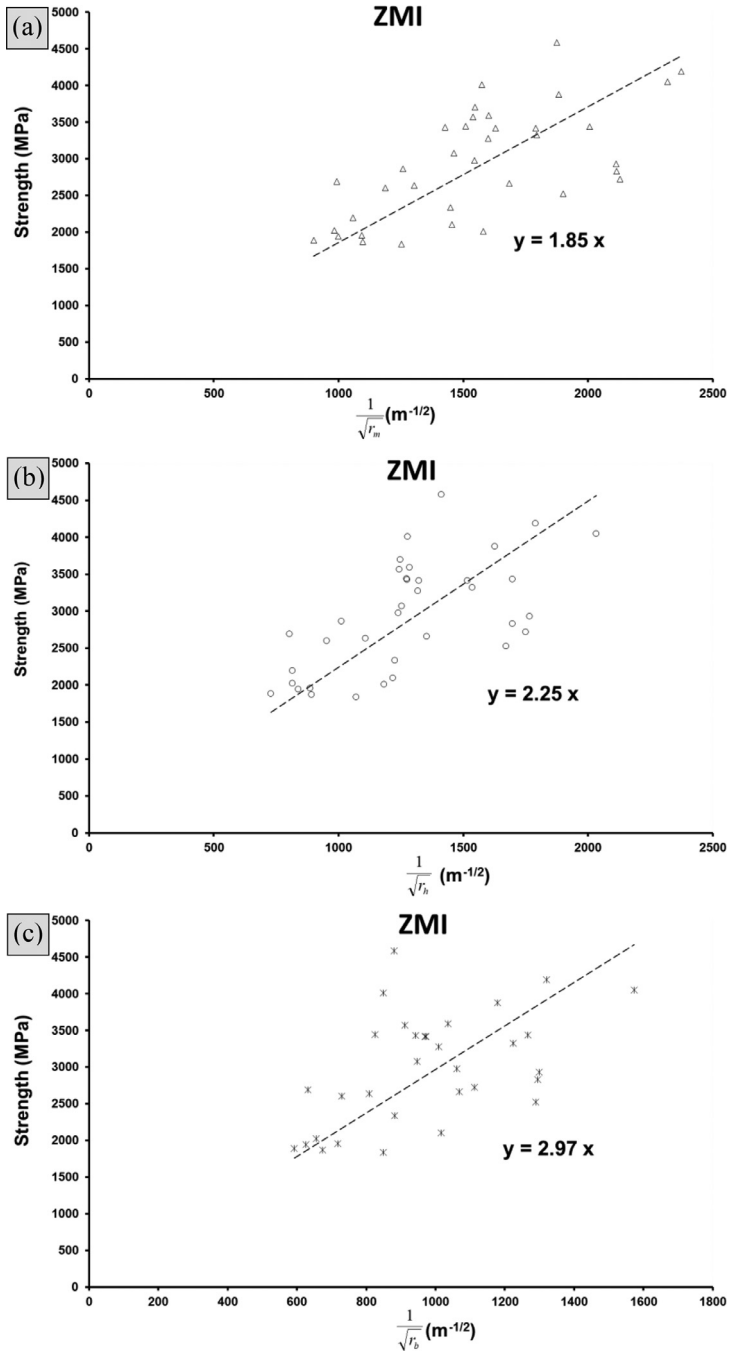 (a)
ZMI
5000
4500
4000
3500
3000
2500
2000
1500
1000
500
0
Strength (MPa)
y = 1.85 x
0 500 1000 1500 2000 2500
1/√r_m (m^-1/2)
(b)
ZMI
5000
4500
4000
3500
3000
2500
2000
1500
1000
500
0
Strength (MPa)
y = 2.25 x
0 500 1000 1500 2000 2500
1/√r_h (m^-1/2)
(c)
ZMI
5000
4500
4000
3500
3000
2500
2000
1500
1000
500
0
Strength (MPa)
y = 2.97 x
0 200 400 600 800 1000 1200 1400 1600 1800
1/√r_b (m^-1/2)